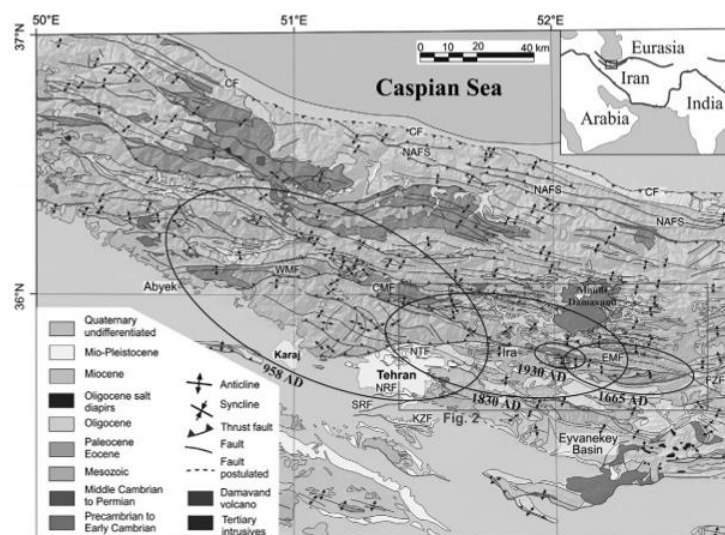 50°E
51°E
52°E
37°N
0 10 20 40 km
Eurasia
Iran
Arabia
India
Caspian Sea
CF
CF
NAFS
NAFS
CF
NAFS
WMF
Abyek
36°N
CMF
Mount
Damavand
Karaj
NTF
Ira
EMF
Tehran
958 AD
1930 AD
NRF
1830 AD
1665 AD
FZ
SRF
Fig. 2
KZF
Eyvanekey
Basin
Quaternary
undifferentiated
Mio-Pleistocene
Miocene
Oligocene salt
diapirs
Oligocene
Paleocene
Eocene
Mesozoic
Middle Cambrian
to Permian
Precambrian to
Early Cambrian
Anticline
Syncline
Thrust fault
Fault
Fault
postulated
Damavand
volcano
Tertiary
intrusives